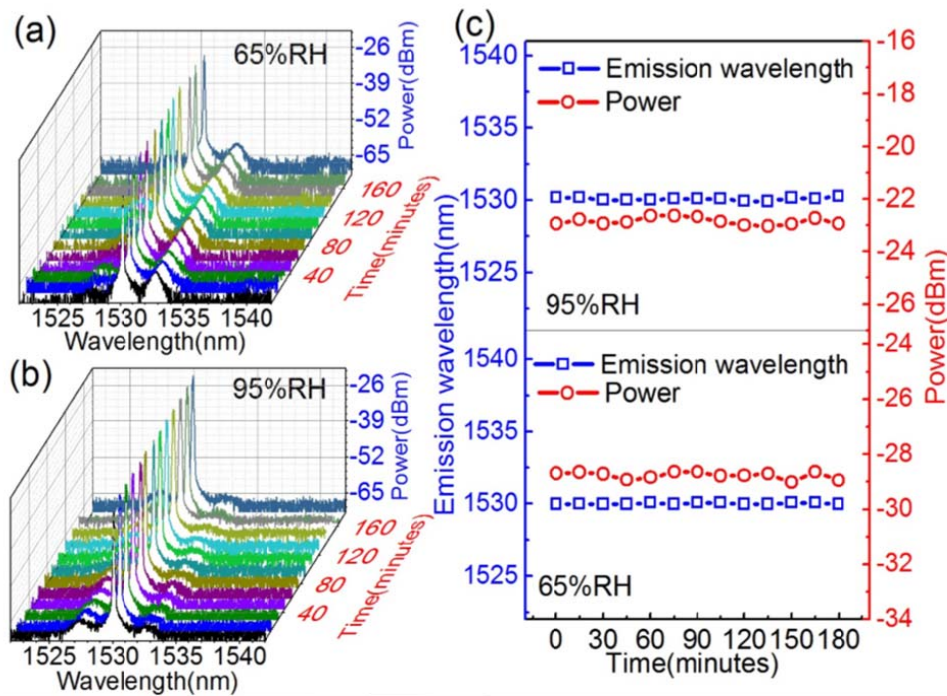 (a)
65%RH
-26
-39
-52
-65
Power(dBm)
160
120
80
40
Time(minutes)
1525 1530 1535 1540
Wavelength(nm)
(b)
95%RH
-26
-39
-52
-65
Power(dBm)
160
120
80
40
Time(minutes)
1525 1530 1535 1540
Wavelength(nm)
(c)
Emission wavelength(nm)
1540
1535
1530
1525
1540
1535
1530
1525
Emission wavelength
Power
95%RH
Emission wavelength
Power
65%RH
-16
-18
-20
-22
-24
-26
-24
-26
-28
-30
-32
-34
Power(dBm)
0 30 60 90 120 150 180
Time(minutes)